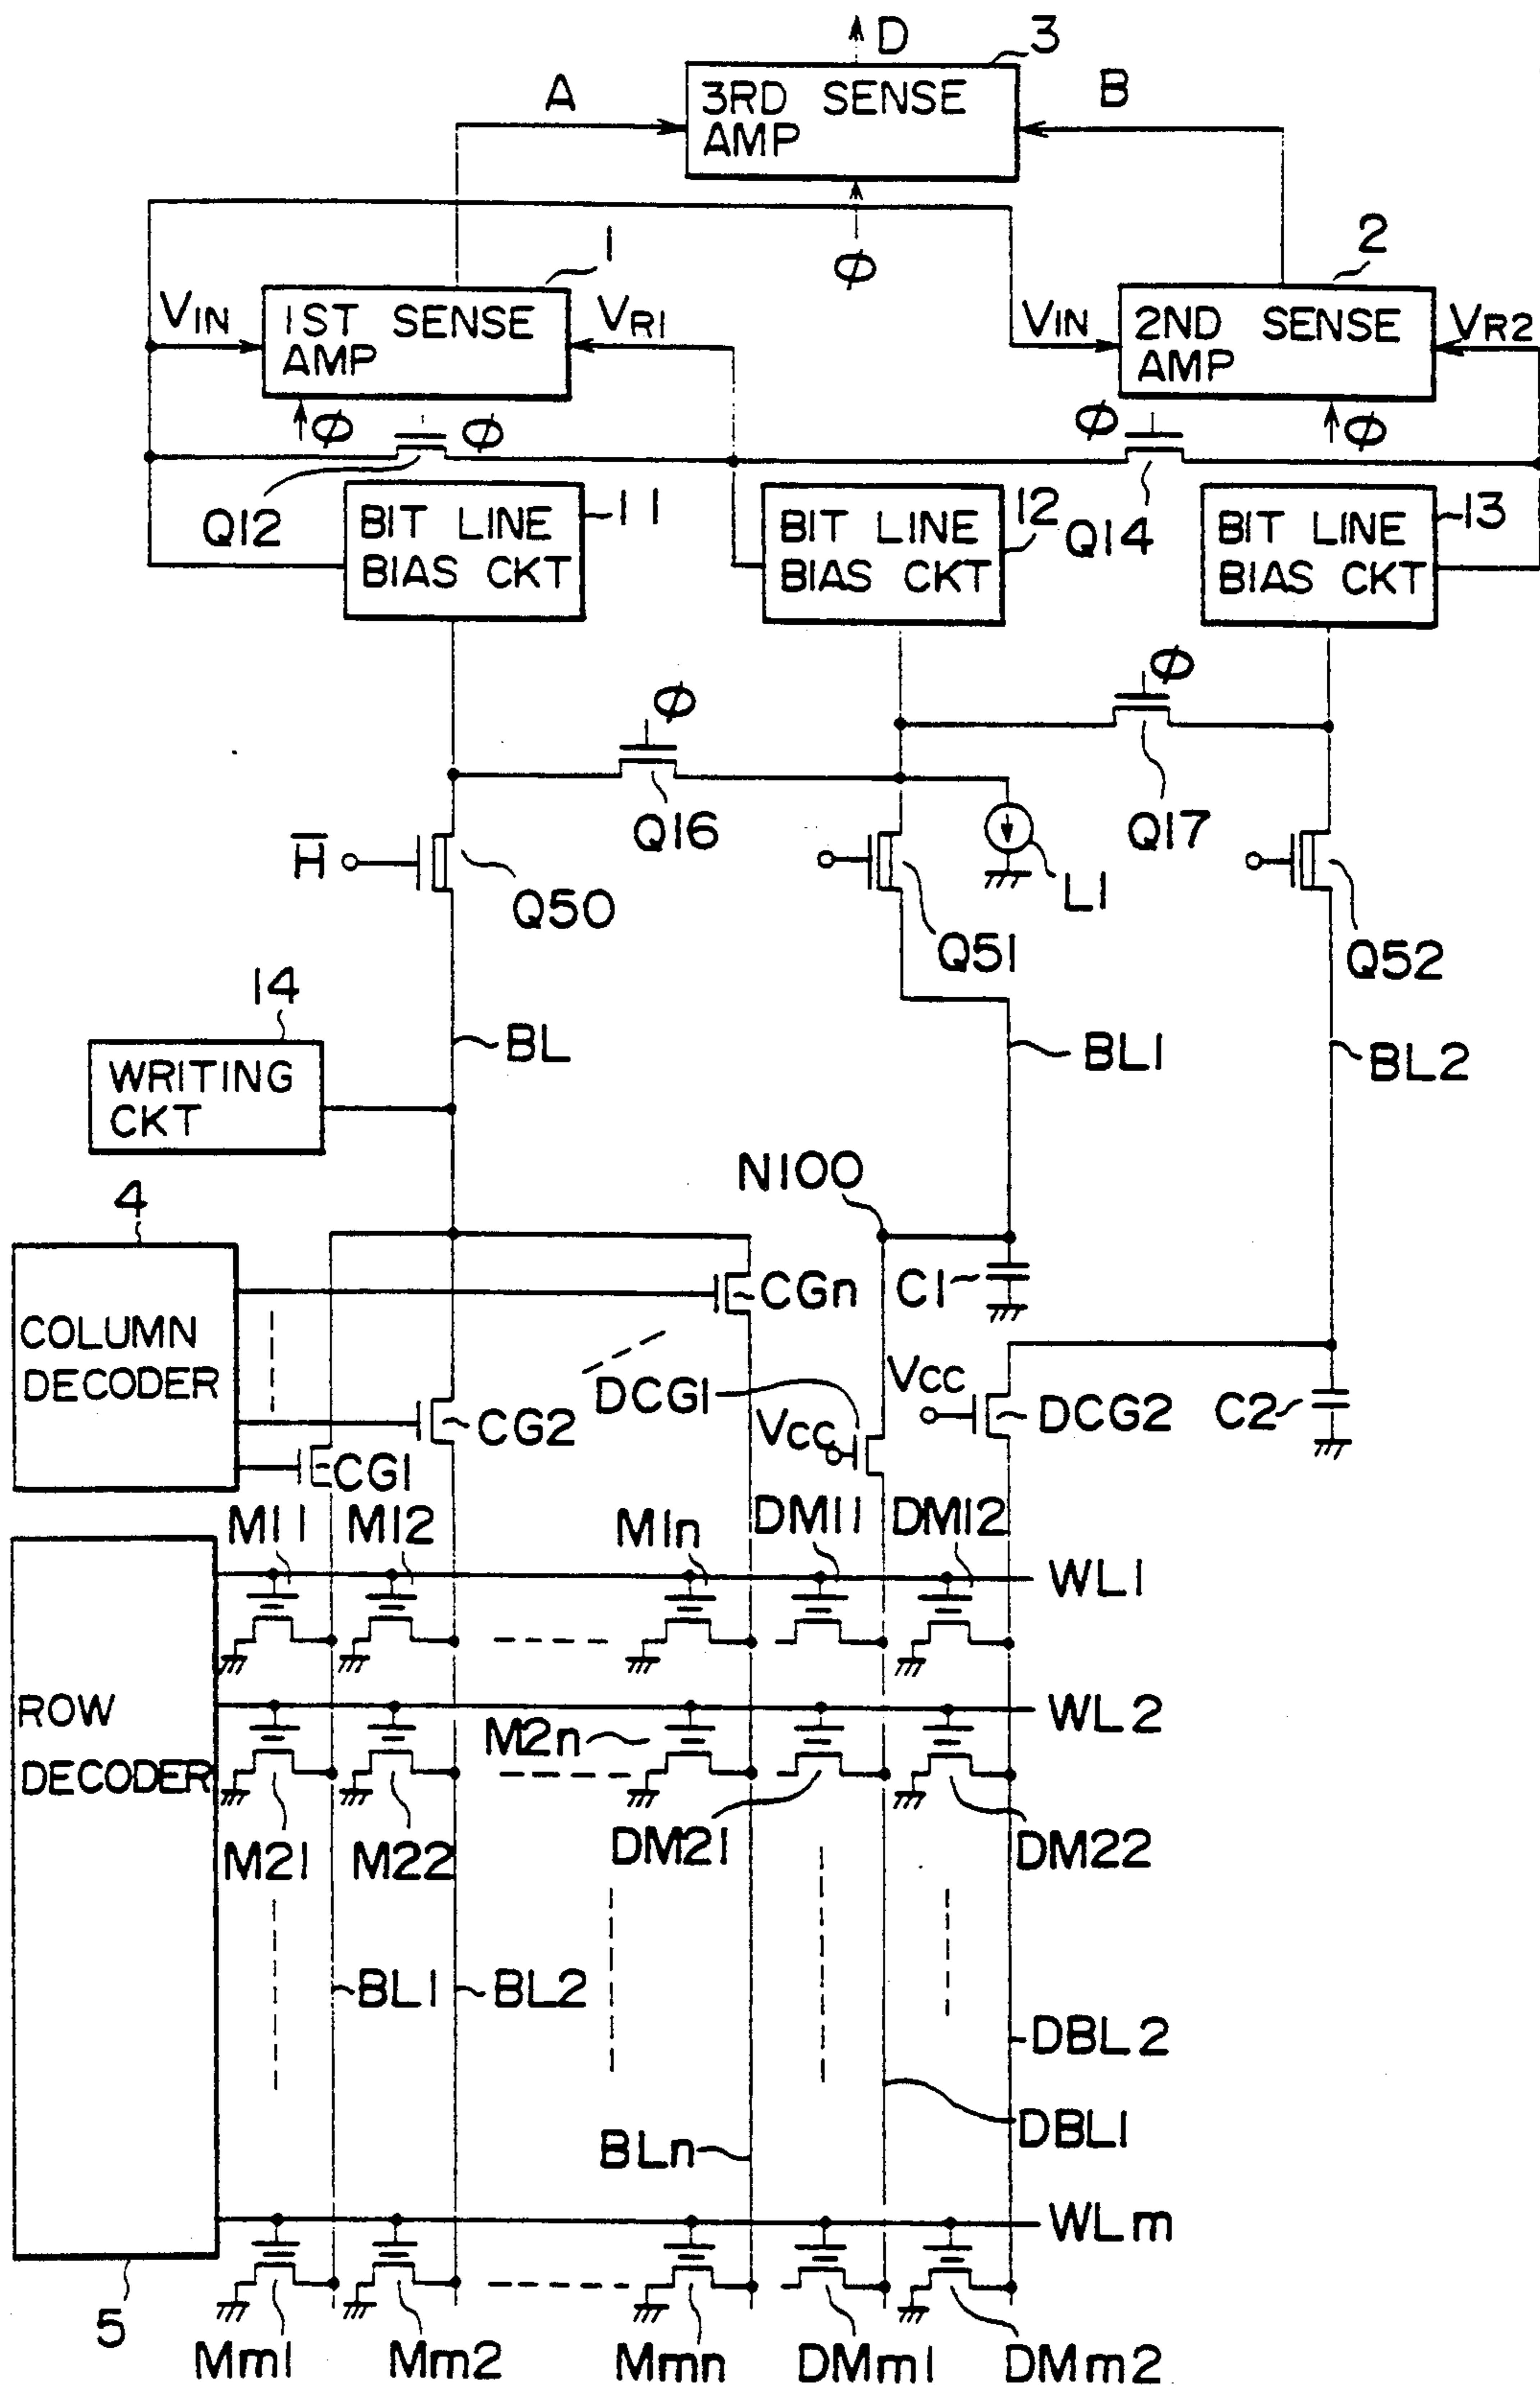 D
3
A
3RD SENSE
AMP
B
Φ
1
2
VIN
1ST SENSE
AMP
VR1
VIN
2ND SENSE
AMP
VR2
Φ
Φ
Φ
Φ
Q12
BIT LINE
BIAS CKT
11
BIT LINE
BIAS CKT
12
Q14
BIT LINE
BIAS CKT
13
Φ
Φ
Q16
Q17
H̅
Q50
L1
Q51
Q52
14
BL
BL1
BL2
WRITING
CKT
N100
4
COLUMN
DECODER
CGn
C1
DCG1
VCC
VCC
DCG2
C2
CG2
CG1
M11
M12
M1n
DM11
DM12
WL1
ROW
DECODER
WL2
M2n
M21
M22
DM21
DM22
BL1
BL2
DBL2
DBL1
BLn
WLm
5
Mm1
Mm2
Mmn
DMm1
DMm2